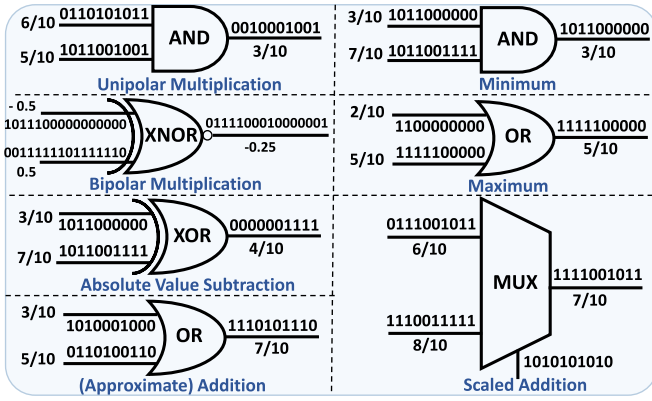 6/10 0110101011
5/10 1011001001
AND
0010001001
3/10
Unipolar Multiplication
3/10 1011000000
7/10 1011001111
AND
1011000000
3/10
Minimum
- 0.5
1011100000000000
0011111101111110
0.5
XNOR
0111100010000001
-0.25
Bipolar Multiplication
2/10
1100000000
5/10 1111100000
OR
1111100000
5/10
Maximum
3/10
1011000000
7/10 1011001111
XOR
0000001111
4/10
Absolute Value Subtraction
3/10
1010001000
5/10 0110100110
OR
1110101110
7/10
(Approximate) Addition
0111001011
6/10
1110011111
8/10
MUX
1111001011
7/10
1010101010
Scaled Addition